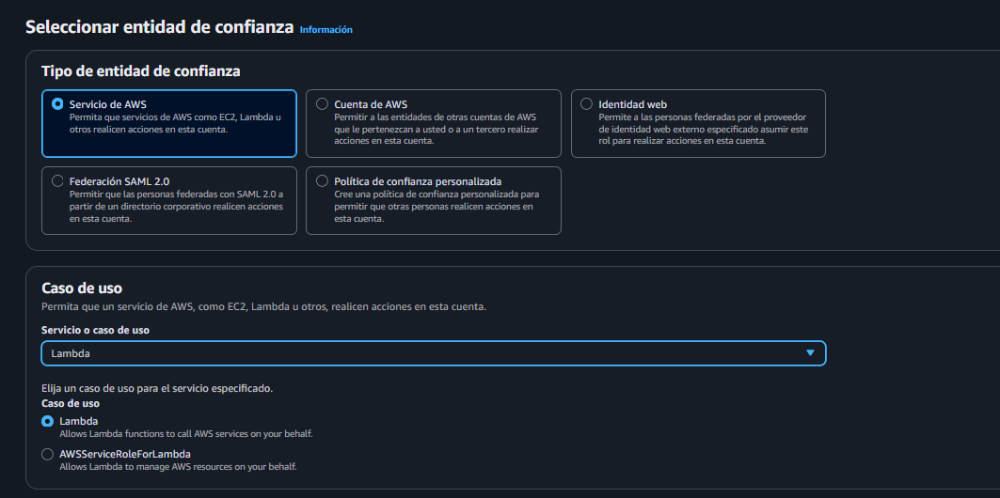 Seleccionar entidad de confianza Información
Tipo de entidad de confianza
Servicio de AWS
Permita que servicios de AWS como EC2, Lambda u
otros realicen acciones en esta cuenta.
Cuenta de AWS
Permitir a las entidades de otras cuentas de AWS
que le pertenezcan a usted o a un tercero realizar
acciones en esta cuenta.
Identidad web
Permite a las personas federadas por el proveedor
de identidad web externo especificado asumir este
rol para realizar acciones en esta cuenta.
Federación SAML 2.0
Permitir que las personas federadas con SAML 2.0 a
partir de un directorio corporativo realicen acciones
en esta cuenta.
Política de confianza personalizada
Cree una política de confianza personalizada para
permitir que otras personas realicen acciones en
esta cuenta.
Caso de uso
Permita que un servicio de AWS, como EC2, Lambda u otros, realicen acciones en esta cuenta.
Servicio o caso de uso
Lambda
Elija un caso de uso para el servicio especificado.
Caso de uso
Lambda
Allows Lambda functions to call AWS services on your behalf.
AWSServiceRoleForLambda
Allows Lambda to manage AWS resources on your behalf.